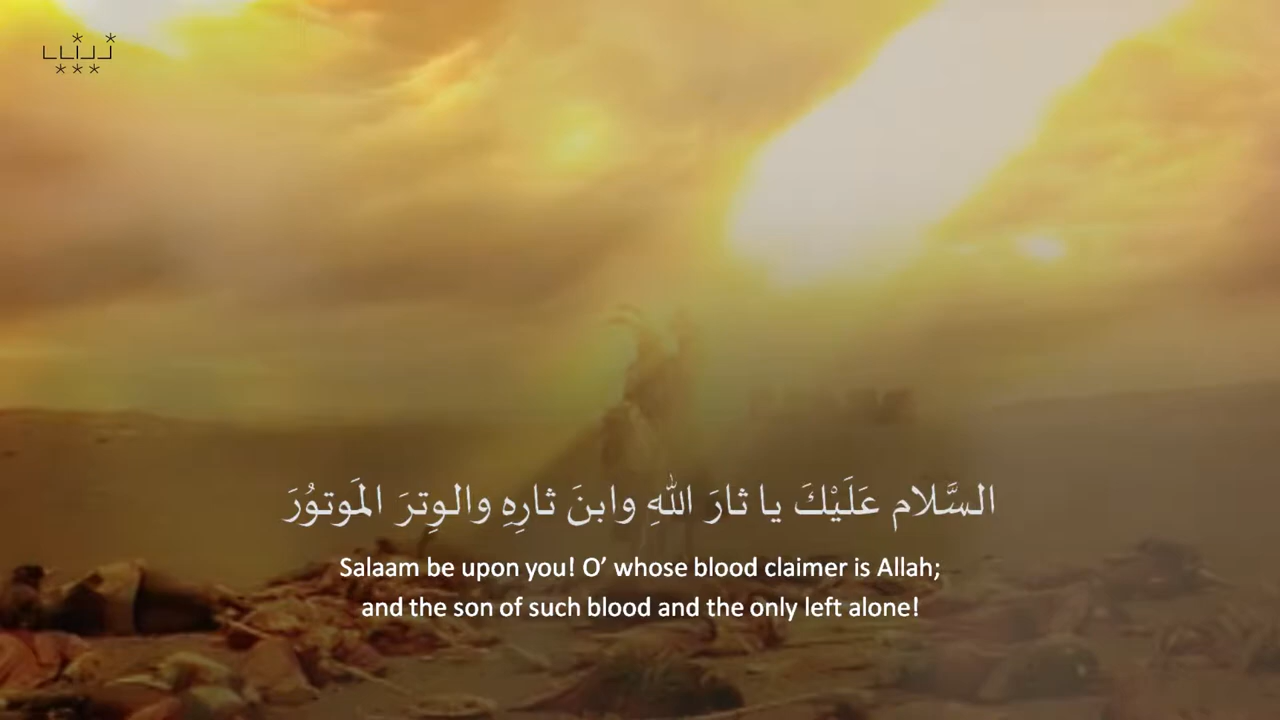 السَّلام عَلَيْكَ يا ثارَ اللهِ وابنَ ثارِهِ والوِترَ المَوتوُرَ
Salaam be upon you! O’ whose blood claimer is Allah;
and the son of such blood and the only left alone!